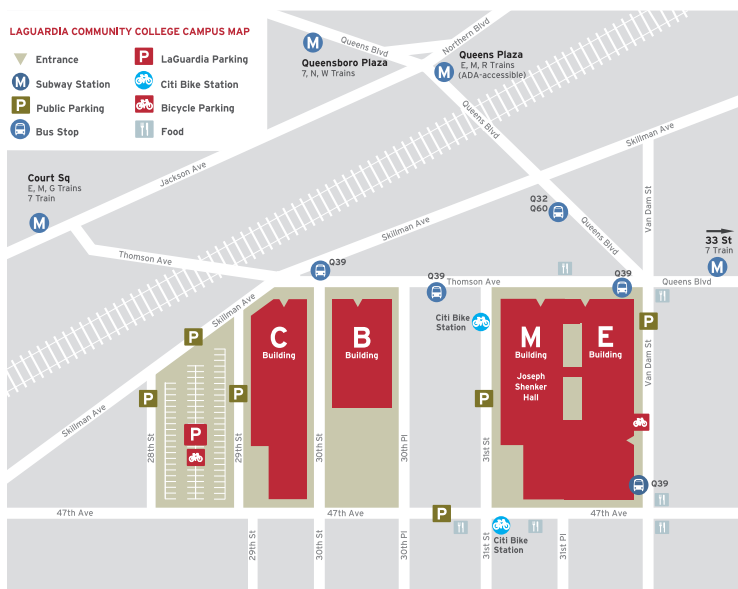 LAGUARDIA COMMUNITY COLLEGE CAMPUS MAP
Entrance
P LaGuardia Parking
M Subway Station
Citi Bike Station
P Public Parking
Bicycle Parking
Bus Stop
Food
M
Queensboro Plaza
7, N, W Trains
Queens Blvd
Northern Blvd
M
Queens Plaza
E, M, R Trains
(ADA-accessible)
Queens Blvd
Skillman Ave
Jackson Ave
Court Sq
E, M, G Trains
7 Train
M
Thomson Ave
Skillman Ave
Q32
Q60
Queens Blvd
Van Dam St
33 St
7 Train
M
Q39
Q39
Thomson Ave
Q39
Queens Blvd
Skillman Ave
Citi Bike
Station
P
P
C
Building
B
Building
M
Building
Joseph
Shenker
Hall
E
Building
Van Dam St
P
P
P
P
Skillman Ave
28th St
29th St
30th St
30th Pl
31st St
Q39
47th Ave
47th Ave
P
47th Ave
Citi Bike
Station
29th St
30th St
30th Pl
31st St
31st Pl